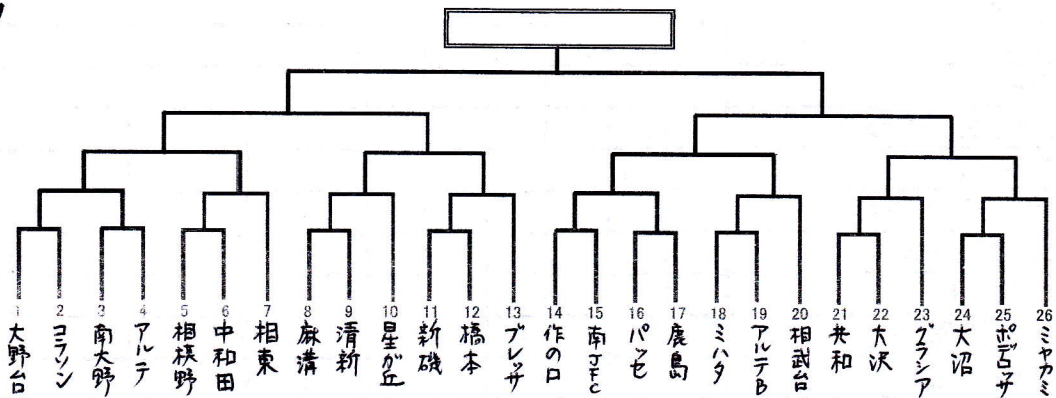 1 大野台
2 コラソン
3 南大野
4 アルテ
5 相模野
6 中和田
7 相東
8 麻溝
9 清新
10 星が丘
11 新磯
12 橋本
13 ブレッサ
14 作の口
15 南JFC
16 パッセ
17 鹿島
18 ミハタ
19 アルテB
20 相武台
21 共和
22 大沢
23 グラシア
24 大沼
25 ポデロッサ
26 ミヤカミ